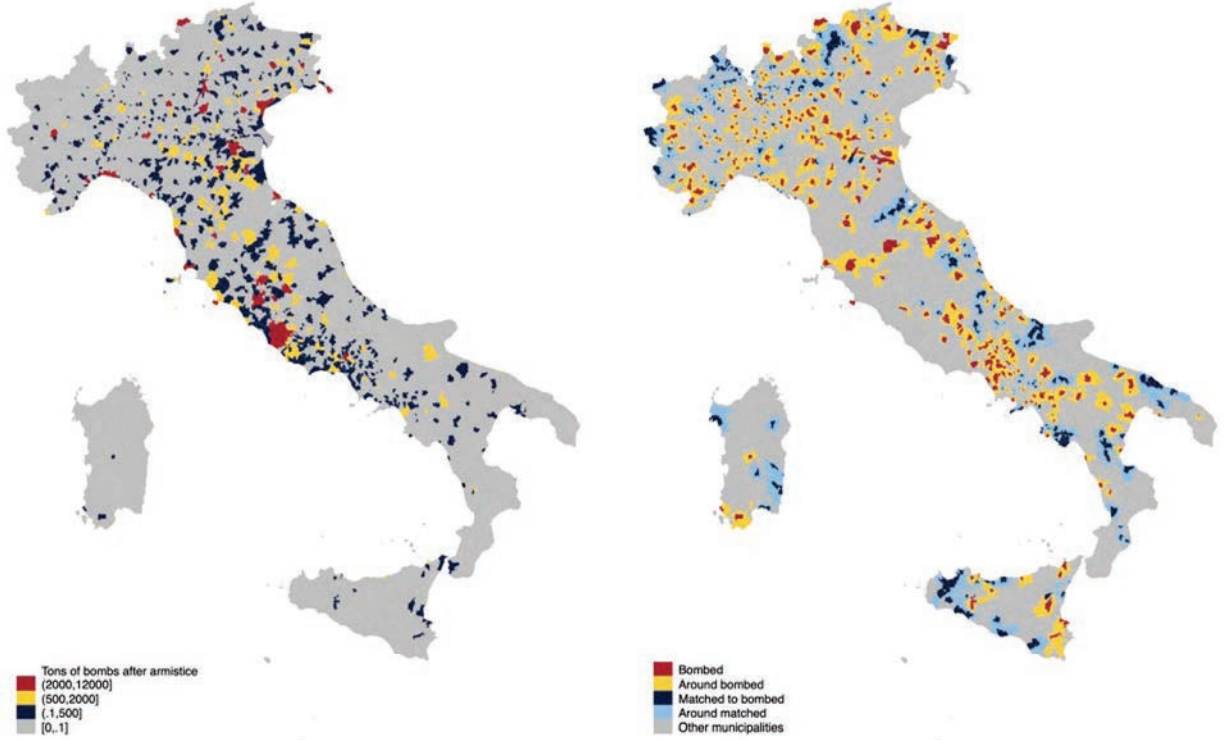 Tons of bombs after armistice
(2000,12000]
(500,2000]
(.1,500]
[0,.1]
Bombed
Around bombed
Matched to bombed
Around matched
Other municipalities